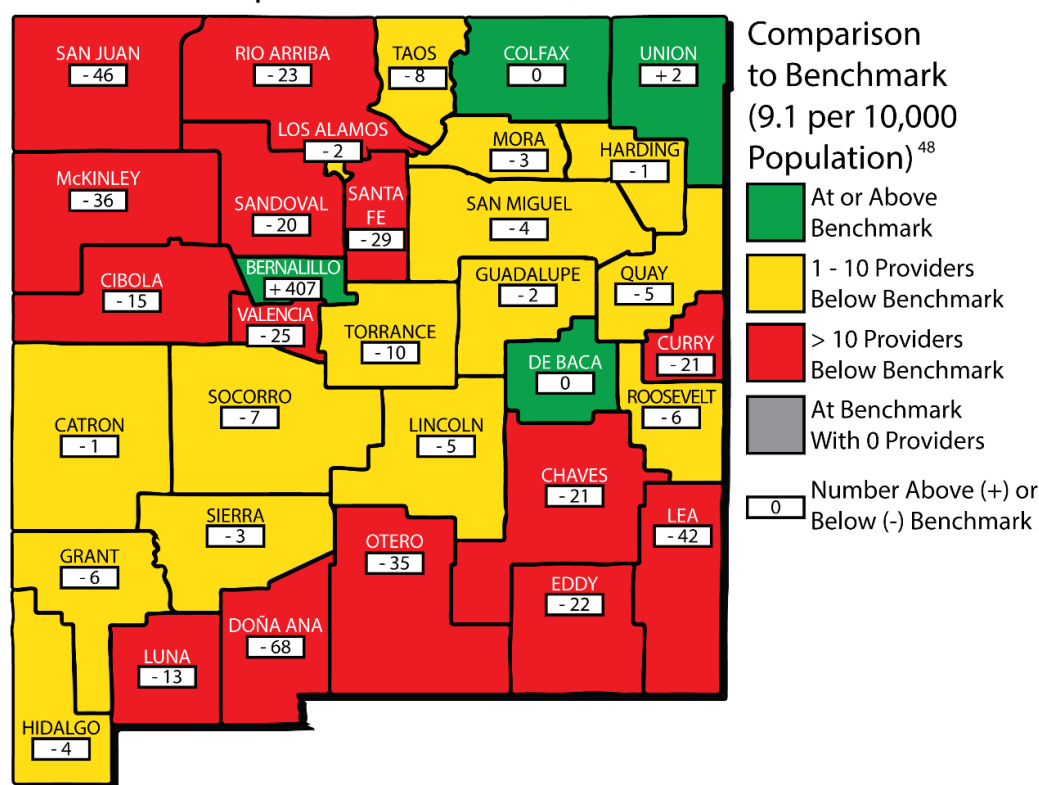 SAN JUAN
- 46
RIO ARRIBA
- 23
TAOS
- 8
COLFAX
0
UNION
+ 2
LOS ALAMOS
- 2
MORA
- 3
HARDING
- 1
McKINLEY
- 36
SANDOVAL
- 20
SANTA
FE
- 29
SAN MIGUEL
- 4
CIBOLA
- 15
BERNALILLO
+ 407
VALENCIA
- 25
TORRANCE
- 10
GUADALUPE
- 2
QUAY
- 5
CURRY
- 21
DE BACA
0
ROOSEVELT
- 6
CATRON
- 1
SOCORRO
- 7
LINCOLN
- 5
CHAVES
- 21
LEA
- 42
SIERRA
- 3
OTERO
- 35
EDDY
- 22
GRANT
- 6
DOÑA ANA
- 68
LUNA
- 13
HIDALGO
- 4
Comparison
to Benchmark
(9.1 per 10,000
Population) 48
At or Above
Benchmark
1 - 10 Providers
Below Benchmark
> 10 Providers
Below Benchmark
At Benchmark
With 0 Providers
0
Number Above (+) or
Below (-) Benchmark